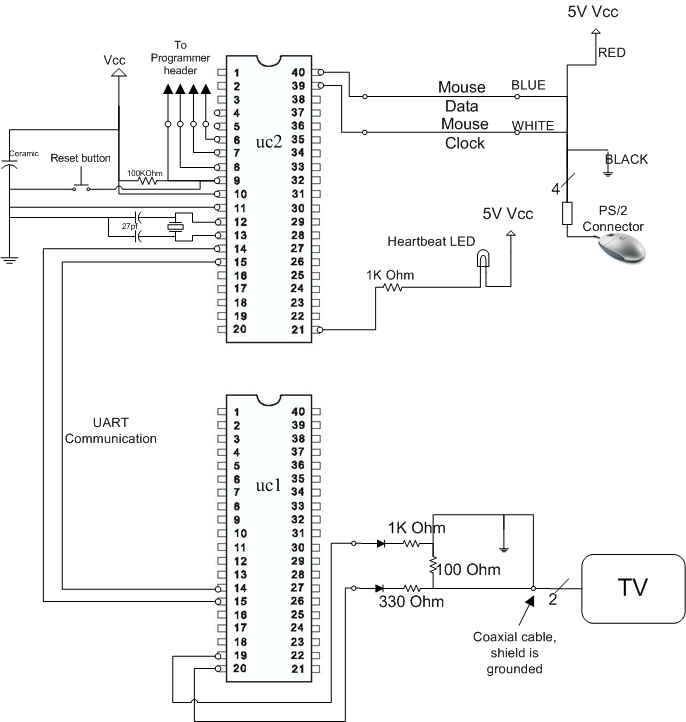 5V Vcc
RED
To
Programmer
header
Vcc
1 40
2 39
3 38
4 37
5 36
6 35
7 34
8 33
9 32
10 31
11 30
12 29
13 28
14 27
15 26
16 25
17 24
18 23
19 22
20 21
uc2
Mouse
Data
BLUE
Mouse
Clock
WHITE
BLACK
4
PS/2
Connector
Ceramic
Reset button
100KOhm
27pf
5V Vcc
Heartbeat LED
1K Ohm
UART
Communication
1 40
2 39
3 38
4 37
5 36
6 35
7 34
8 33
9 32
10 31
11 30
12 29
13 28
14 27
15 26
16 25
17 24
18 23
19 22
20 21
uc1
1K Ohm
100 Ohm
330 Ohm
2
TV
Coaxial cable,
shield is
grounded